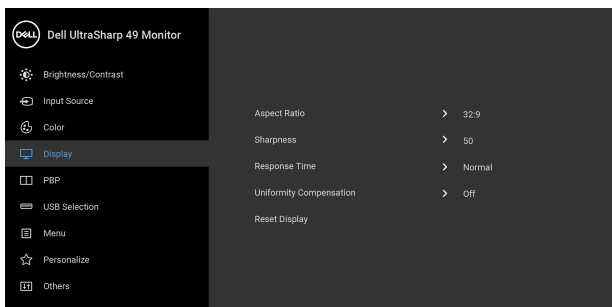 DELL
Dell UltraSharp 49 Monitor
Brightness/Contrast
Input Source
Color
Display
PBP
USB Selection
Menu
Personalize
Others
Aspect Ratio 32:9
Sharpness 50
Response Time Normal
Uniformity Compensation Off
Reset Display